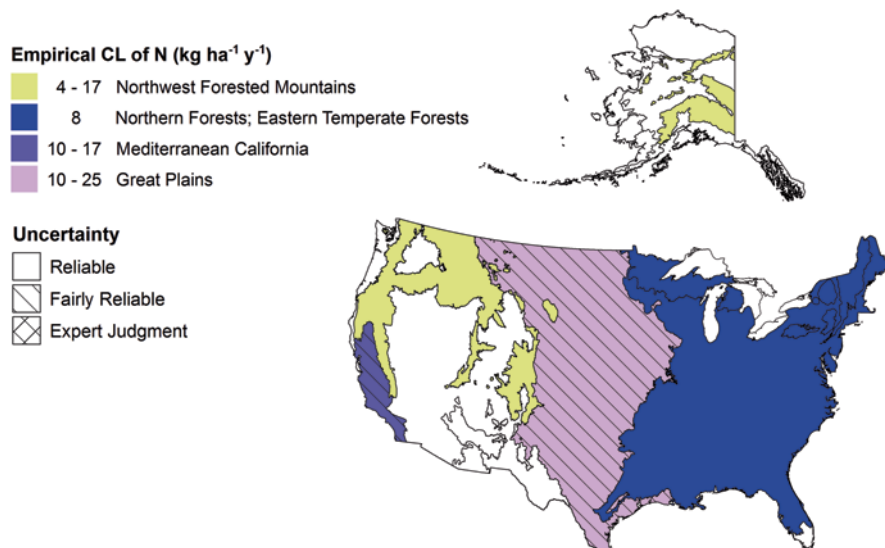 Empirical CL of N (kg ha⁻¹ y⁻¹)
4 - 17 Northwest Forested Mountains
8 Northern Forests; Eastern Temperate Forests
10 - 17 Mediterranean California
10 - 25 Great Plains
Uncertainty
Reliable
Fairly Reliable
Expert Judgment